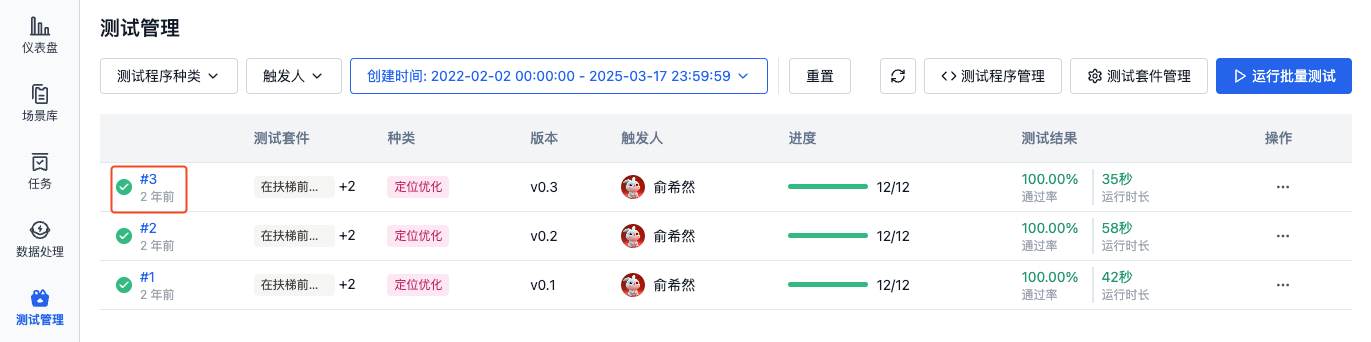 测试管理
仪表盘
场景库
任务
数据处理
测试管理
测试程序种类 触发人 创建时间: 2022-02-02 00:00:00 - 2025-03-17 23:59:59 重置 测试程序管理 测试套件管理 运行批量测试
测试套件 种类 版本 触发人 进度 测试结果 操作
#3 在扶梯前... +2 定位优化 v0.3 俞希然 12/12 100.00% 35秒 ...
2 年前 通过率 运行时长
#2 在扶梯前... +2 定位优化 v0.2 俞希然 12/12 100.00% 58秒 ...
2 年前 通过率 运行时长
#1 在扶梯前... +2 定位优化 v0.1 俞希然 12/12 100.00% 42秒 ...
2 年前 通过率 运行时长